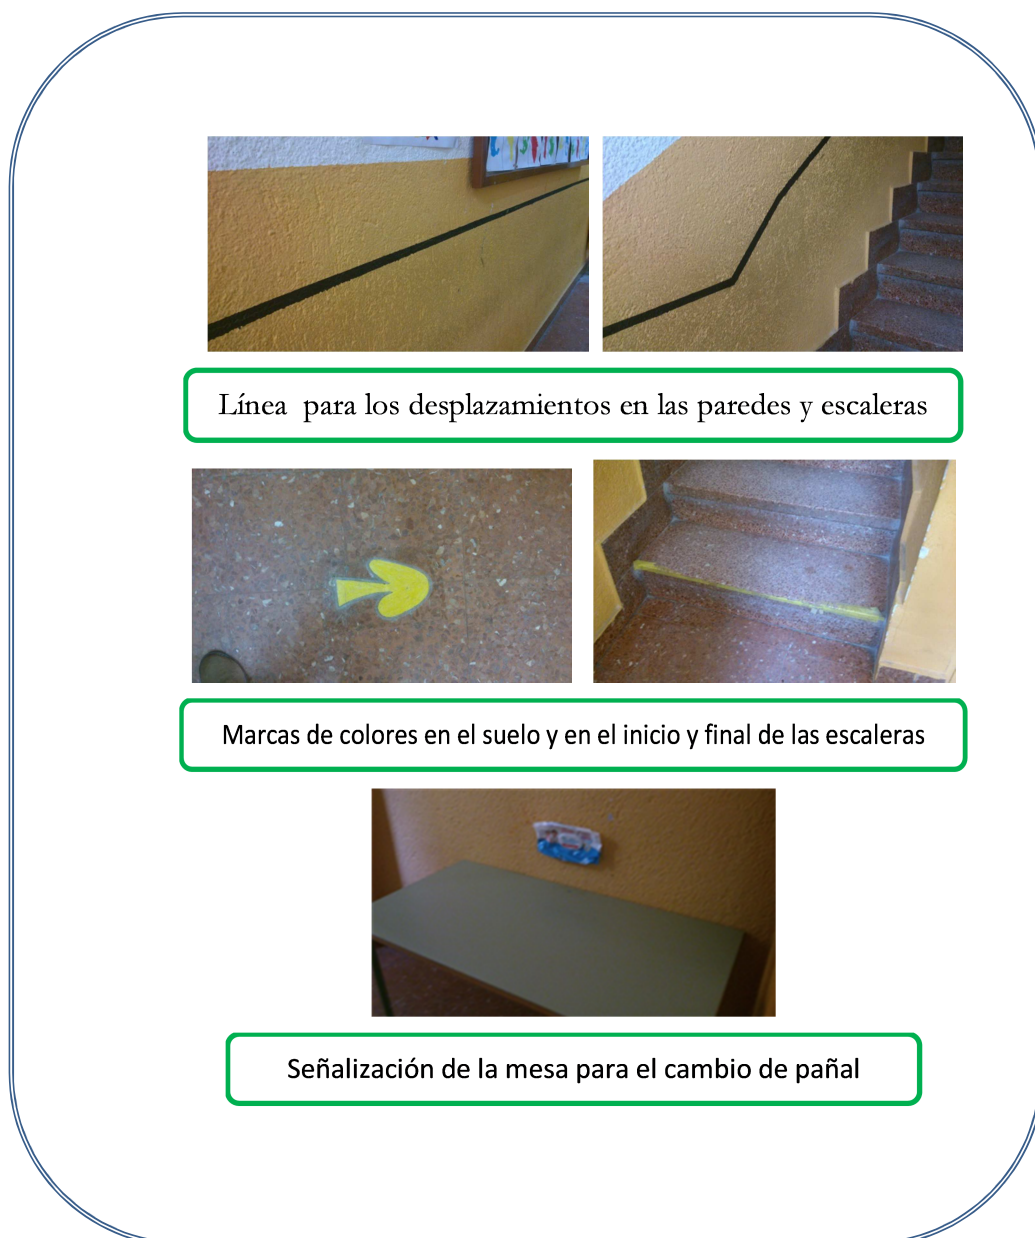 Línea para los desplazamientos en las paredes y escaleras
Marcas de colores en el suelo y en el inicio y final de las escaleras
Señalización de la mesa para el cambio de pañal